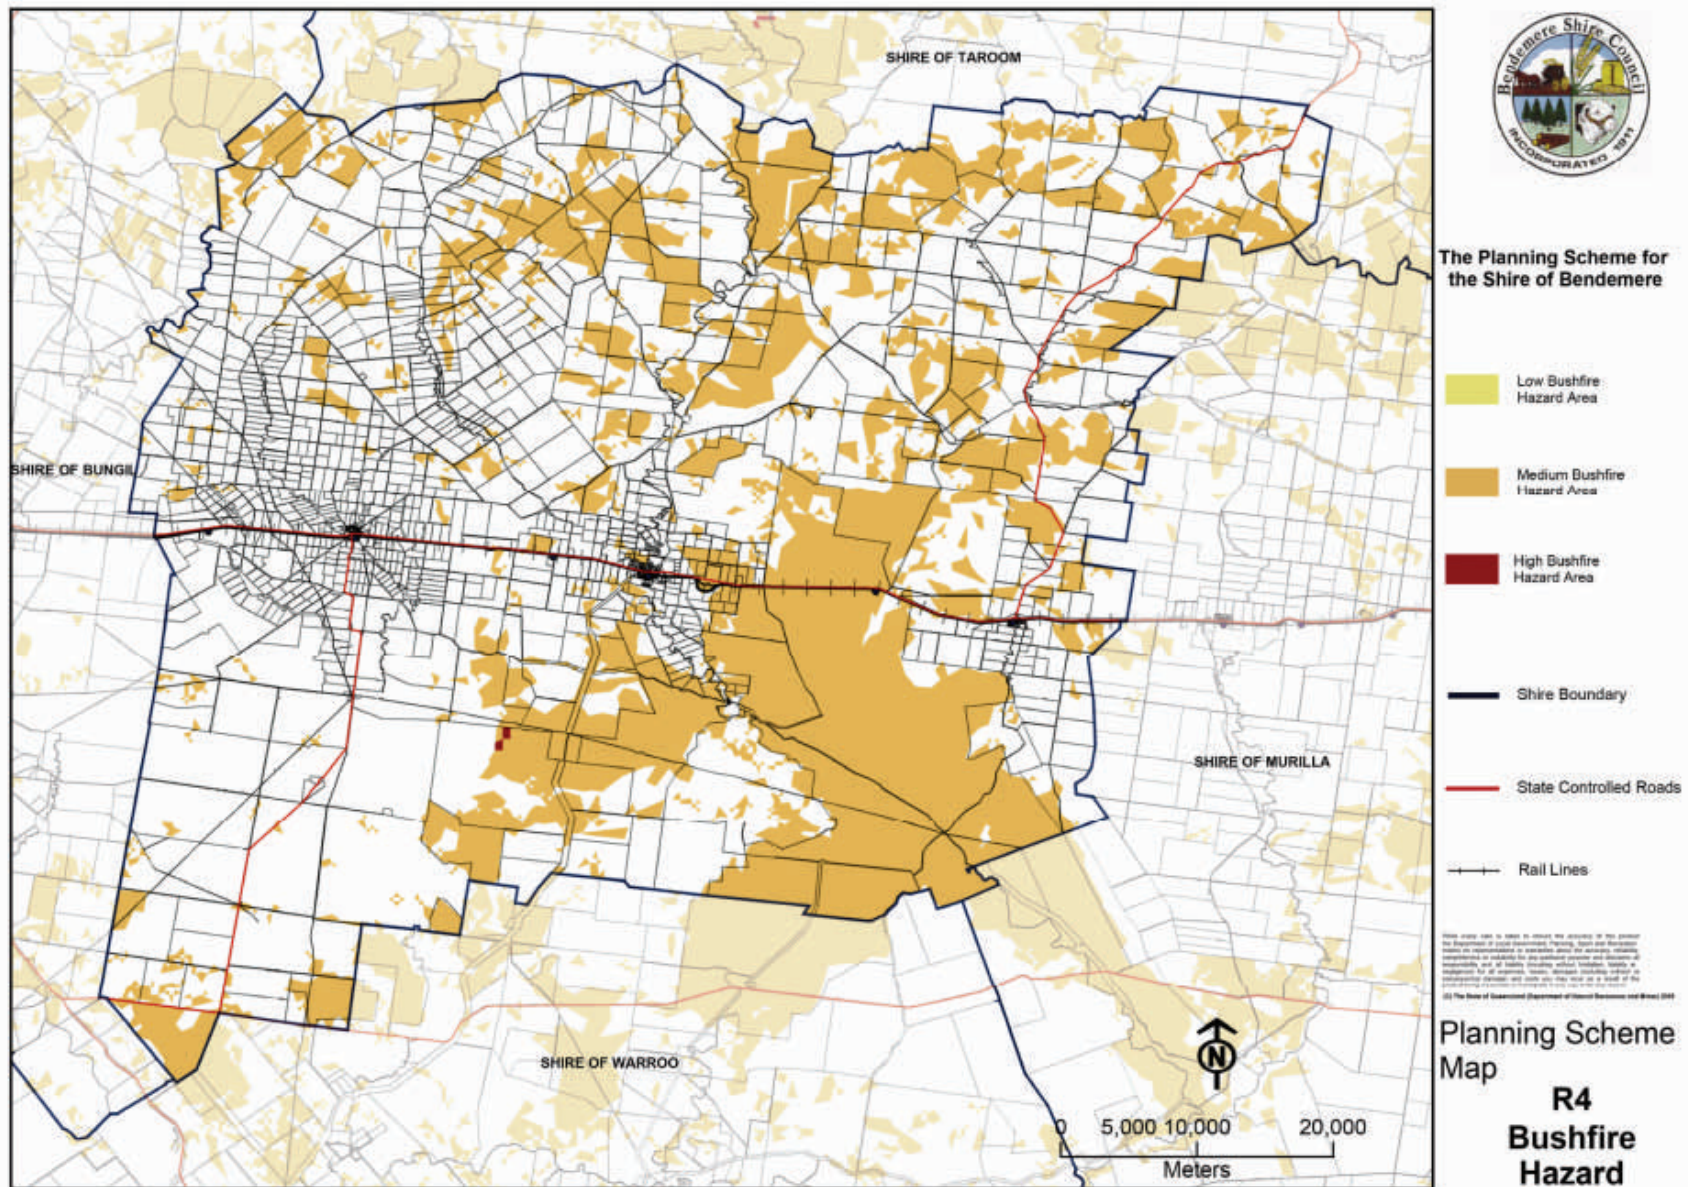 SHIRE OF TAROOM
SHIRE OF BUNGIL
SHIRE OF MURILLA
SHIRE OF WARROO
N
0 5,000 10,000 20,000
Meters
Bendemere Shire Council
INCORPORATED 1911
The Planning Scheme for
the Shire of Bendemere
Low Bushfire
Hazard Area
Medium Bushfire
Hazard Area
High Bushfire
Hazard Area
Shire Boundary
State Controlled Roads
Rail Lines
Planning Scheme
Map
R4
Bushfire
Hazard